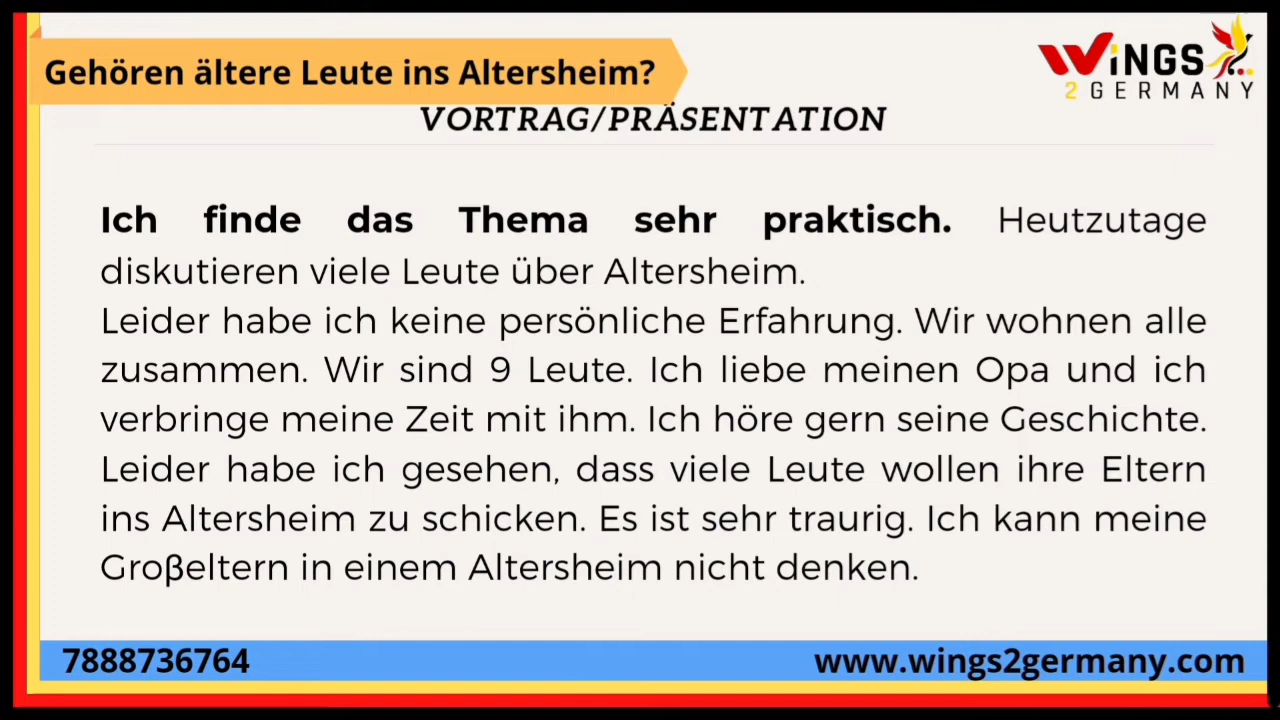 Gehören ältere Leute ins Altersheim?
WiNGS
2GERMANY
VORTRAG/PRÄSENTATION
Ich finde das Thema sehr praktisch. Heutzutage
diskutieren viele Leute über Altersheim.
Leider habe ich keine persönliche Erfahrung. Wir wohnen alle
zusammen. Wir sind 9 Leute. Ich liebe meinen Opa und ich
verbringe meine Zeit mit ihm. Ich höre gern seine Geschichte.
Leider habe ich gesehen, dass viele Leute wollen ihre Eltern
ins Altersheim zu schicken. Es ist sehr traurig. Ich kann meine
Groβeltern in einem Altersheim nicht denken.
7888736764
www.wings2germany.com